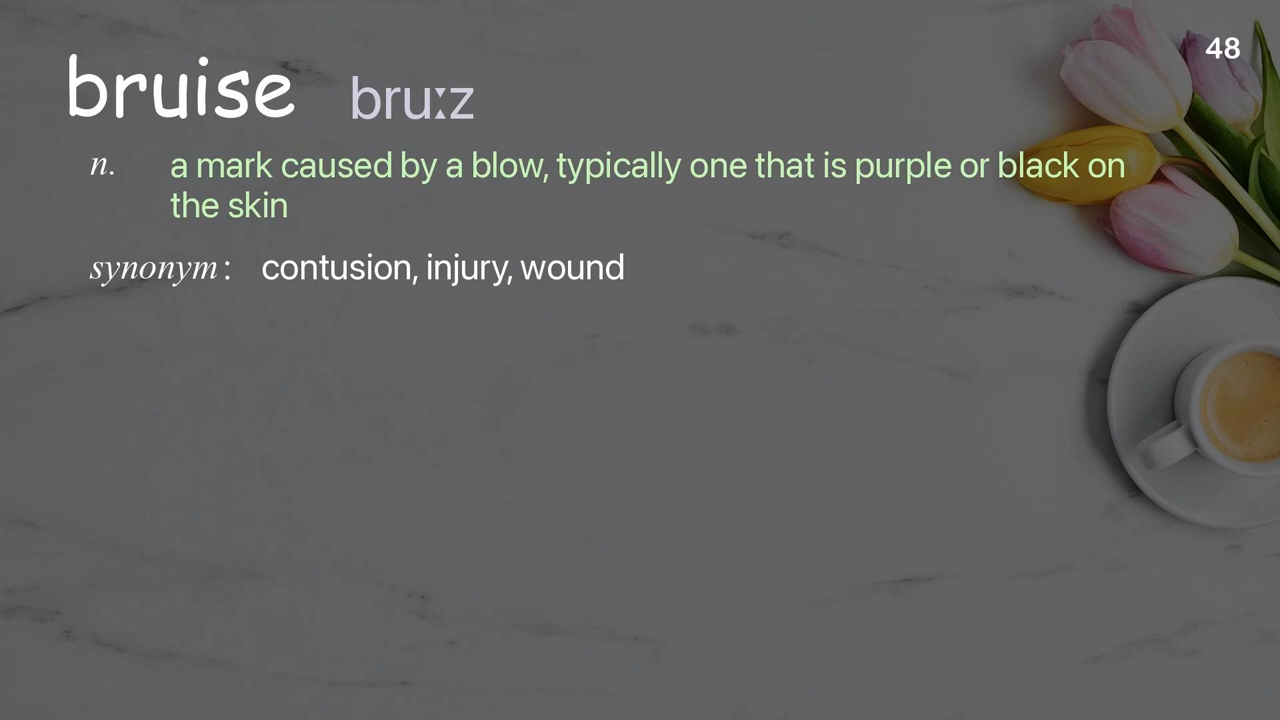 48
bruise bruːz
n. a mark caused by a blow, typically one that is purple or black on
the skin
synonym: contusion, injury, wound